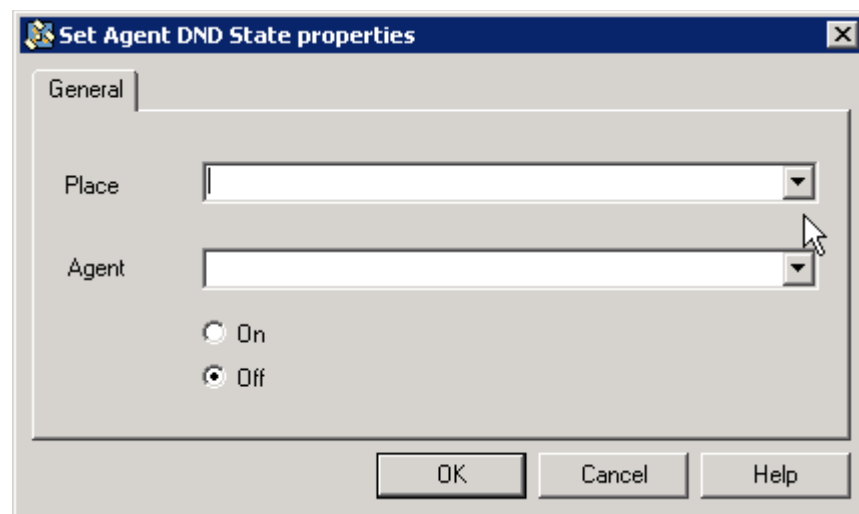 Set Agent DND State properties
General
Place
Agent
On
Off
OK Cancel Help